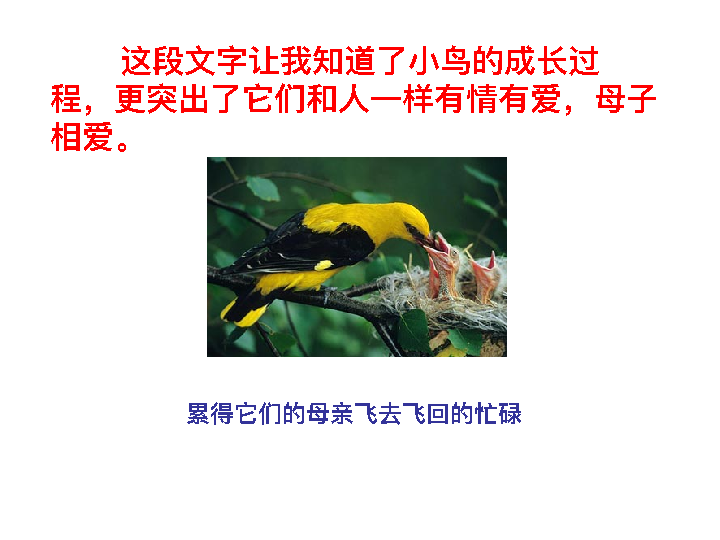 这段文字让我知道了小鸟的成长过
程，更突出了它们和人一样有情有爱，母子
相爱。
累得它们的母亲飞去飞回的忙碌